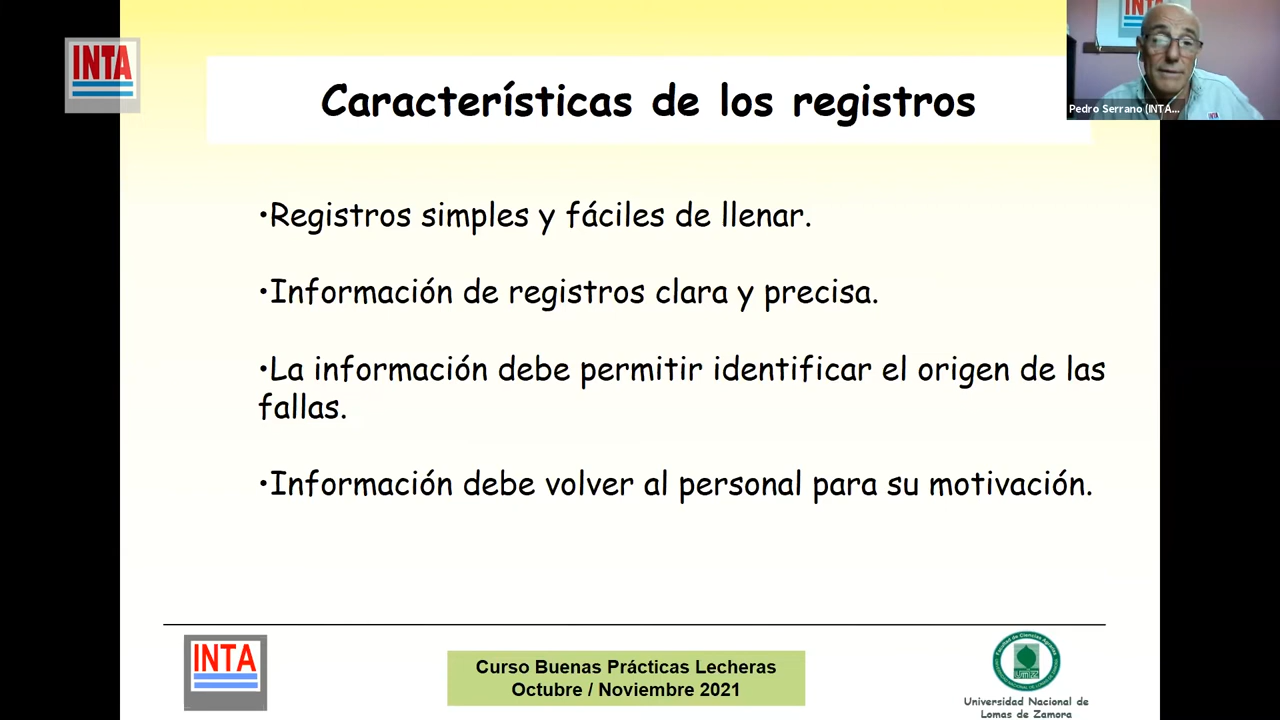 INTA
INTA
Pedro Serrano (INTA...
Características de los registros
•Registros simples y fáciles de llenar.
•Información de registros clara y precisa.
•La información debe permitir identificar el origen de las
fallas.
•Información debe volver al personal para su motivación.
INTA
Curso Buenas Prácticas Lecheras
Octubre / Noviembre 2021
Universidad Nacional de
Lomas de Zamora